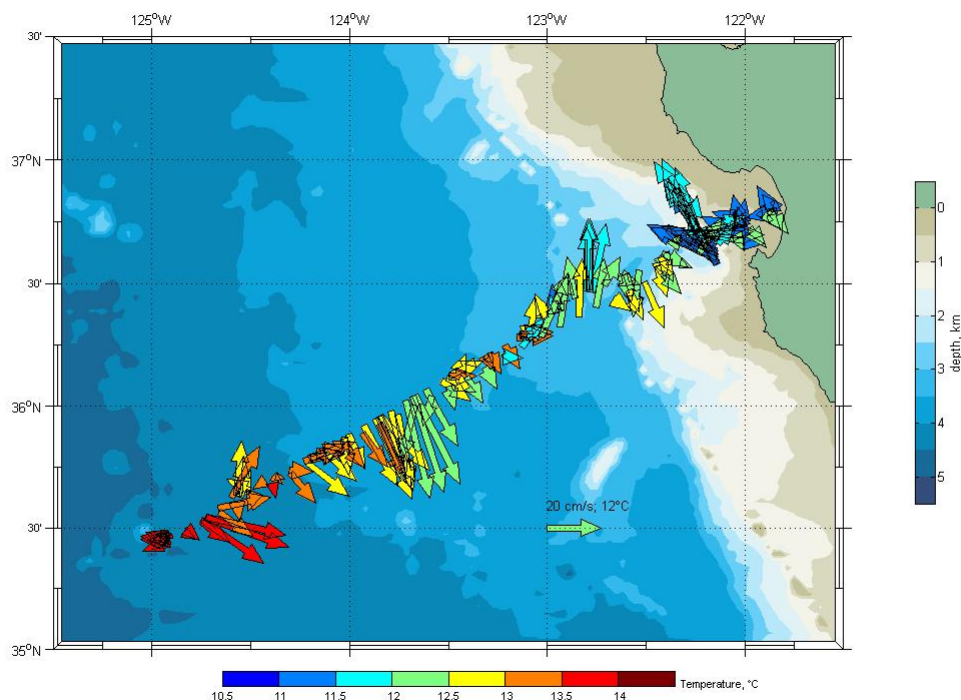 125°W 124°W 123°W 122°W
30'
37°N
30'
36°N
30'
35°N
20 cm/s; 12°C
0
1
2
3
4
5
depth, km
10.5 11 11.5 12 12.5 13 13.5 14
Temperature, °C